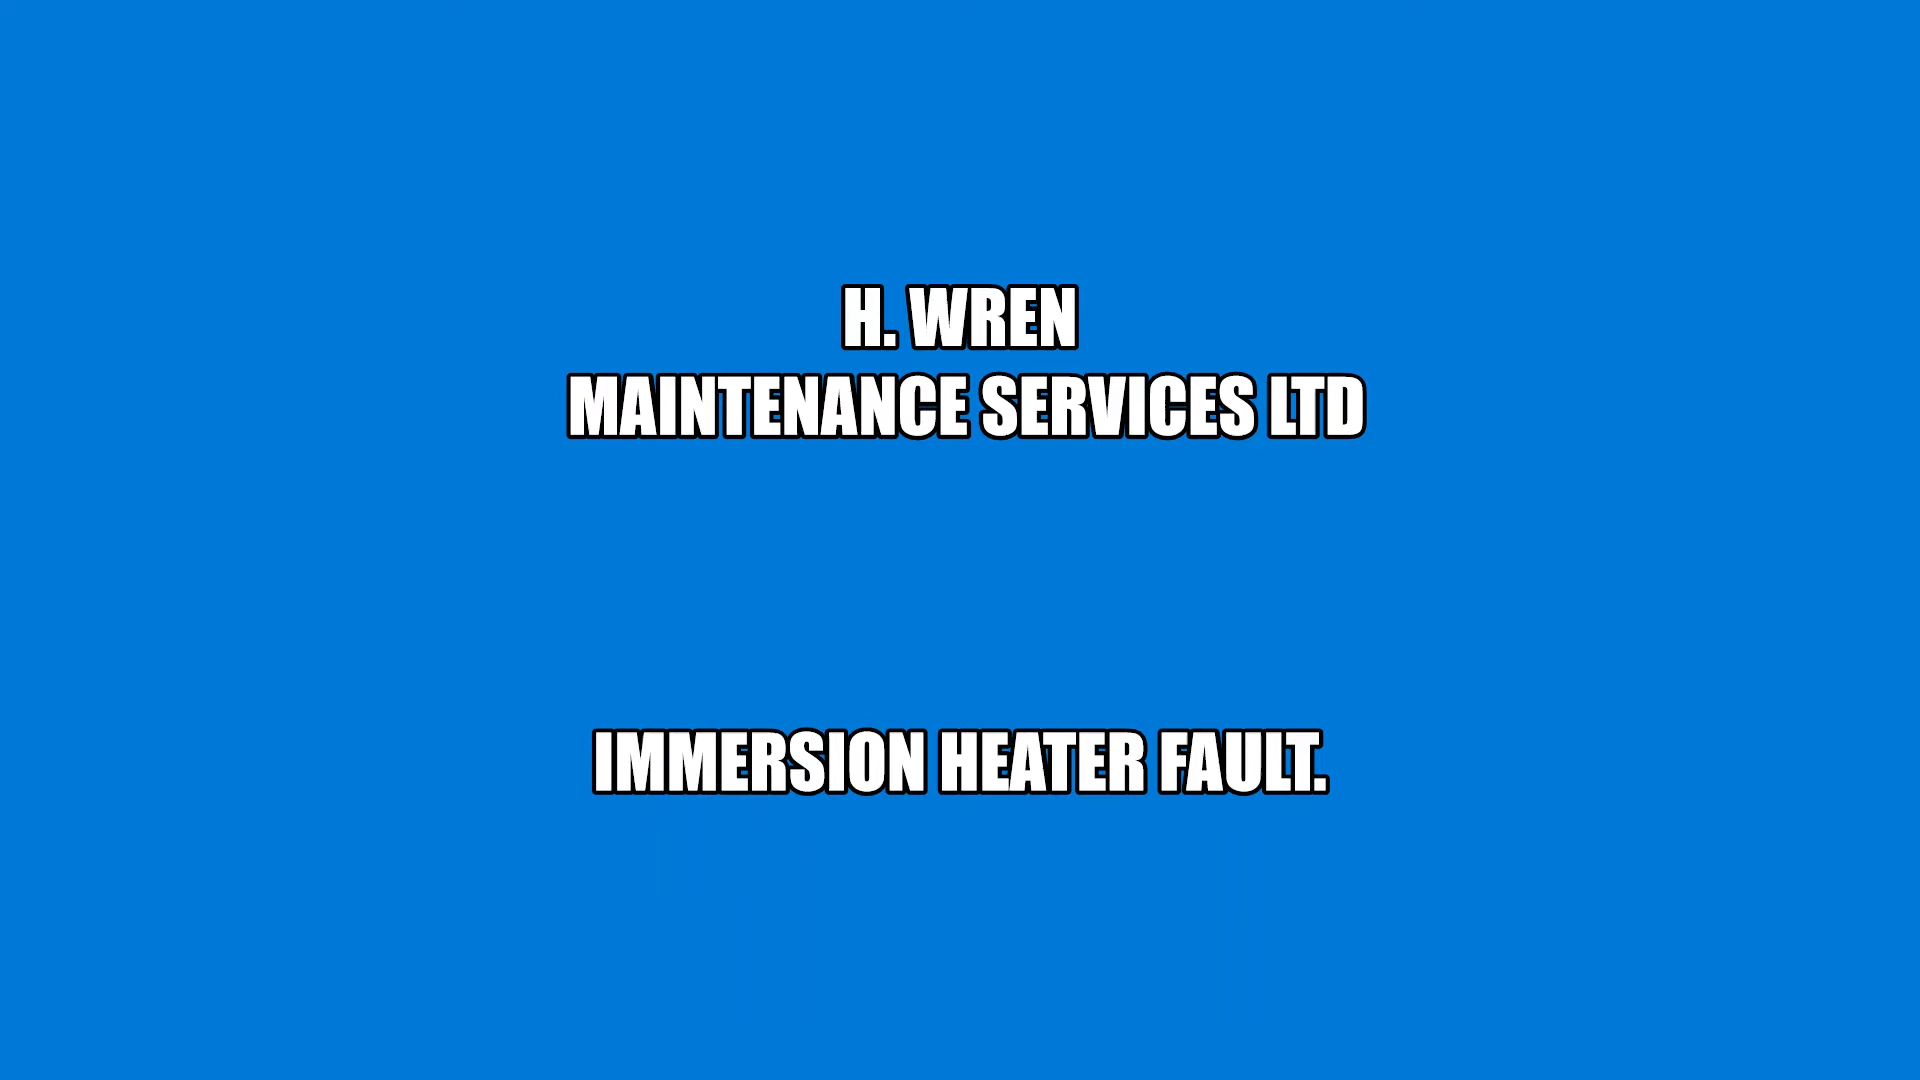 H. WREN
MAINTENANCE SERVICES LTD
IMMERSION HEATER FAULT.